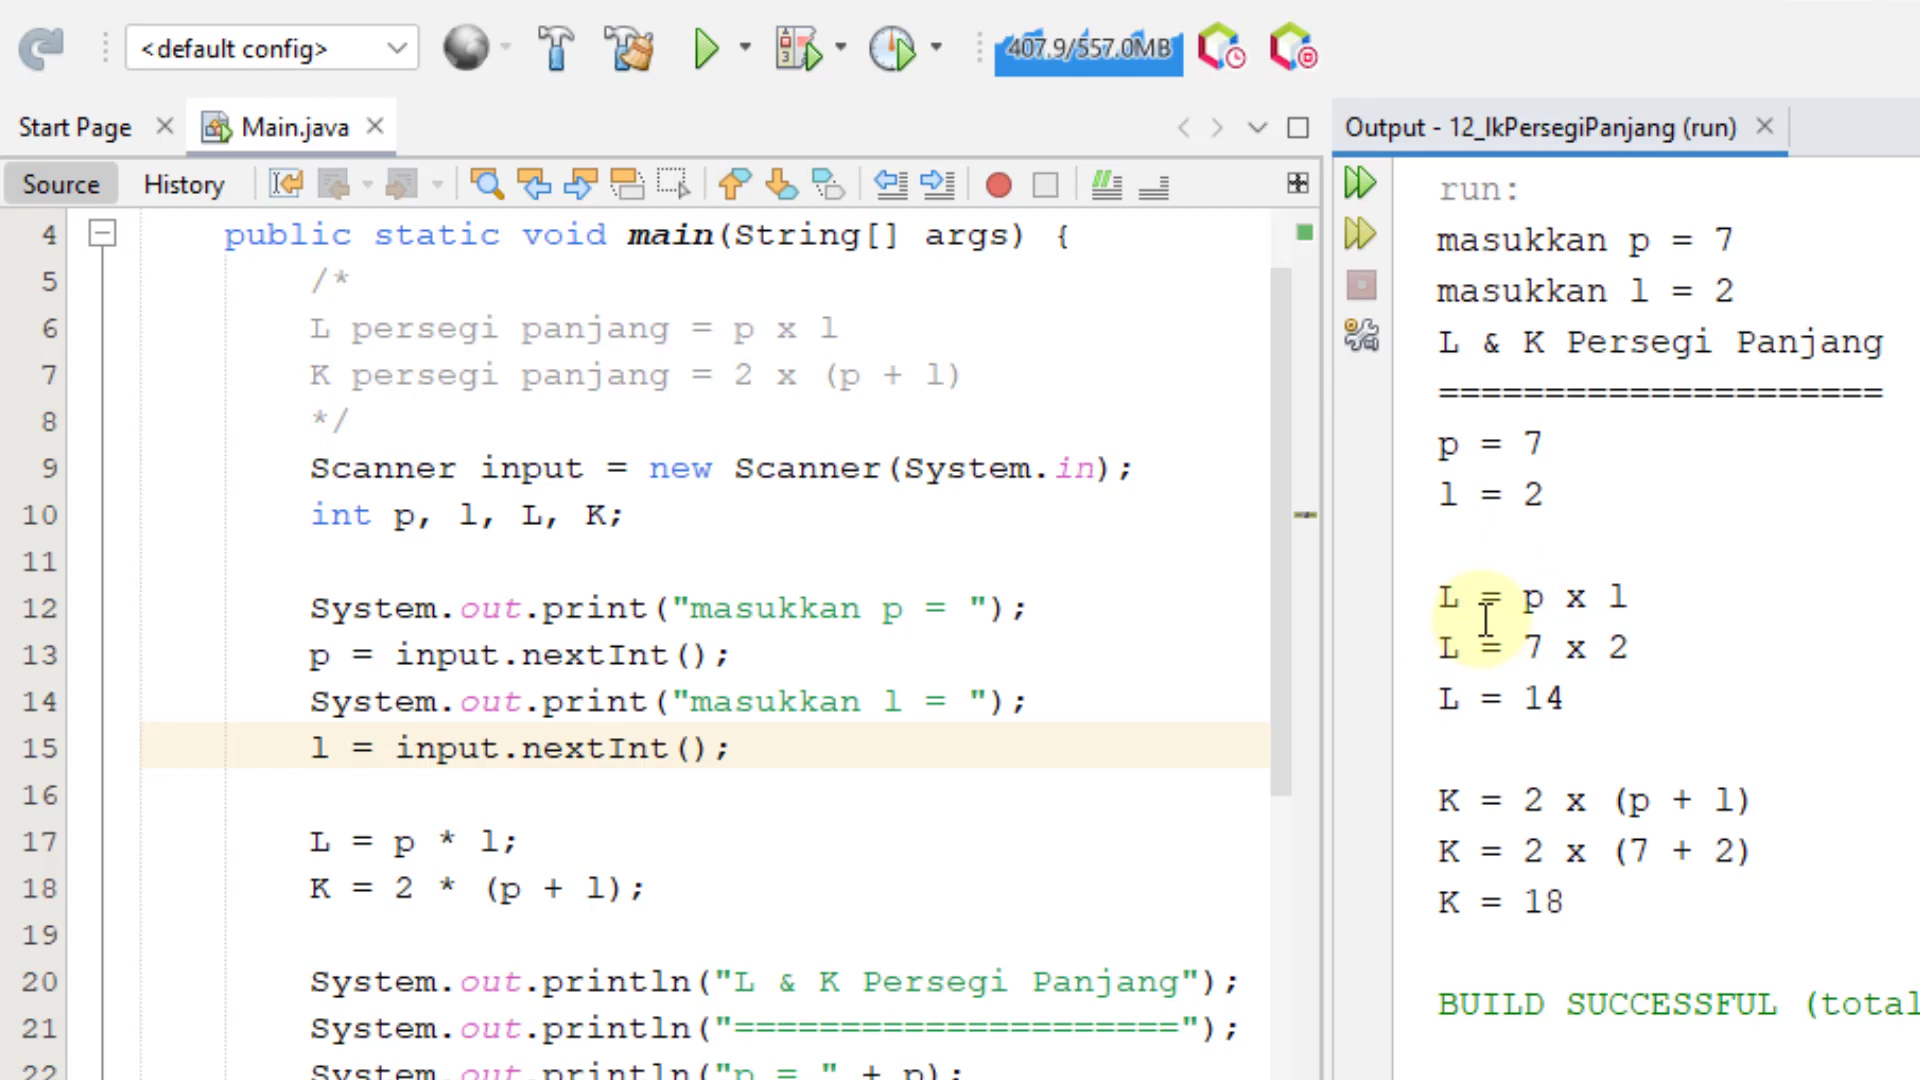 <default config>
407.9/557.0MB
Start Page
Main.java
Output - 12_lkPersegiPanjang (run)
Source
History
4 public static void main(String[] args) {
5 /*
6 L persegi panjang = p x l
7 K persegi panjang = 2 x (p + l)
8 */
9 Scanner input = new Scanner(System.in);
10 int p, l, L, K;
11
12 System.out.print("masukkan p = ");
13 p = input.nextInt();
14 System.out.print("masukkan l = ");
15 l = input.nextInt();
16
17 L = p * l;
18 K = 2 * (p + l);
19
20 System.out.println("L & K Persegi Panjang");
21 System.out.println("=====================");
22 System.out.println("p = " + p);
run:
masukkan p = 7
masukkan l = 2
L & K Persegi Panjang
=====================
p = 7
l = 2
L = p x l
L = 7 x 2
L = 14
K = 2 x (p + l)
K = 2 x (7 + 2)
K = 18
BUILD SUCCESSFUL (total